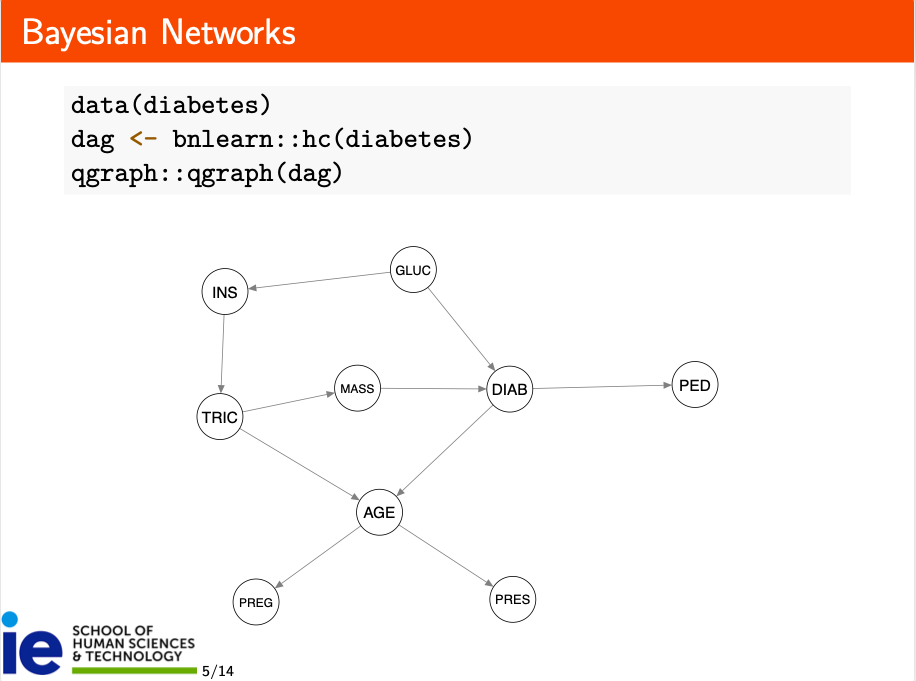 Bayesian Networks
data(diabetes)
dag <- bnlearn::hc(diabetes)
qgraph::qgraph(dag)
GLUC
INS
MASS
DIAB
PED
TRIC
AGE
PREG
PRES
ie
SCHOOL OF
HUMAN SCIENCES
& TECHNOLOGY
5/14